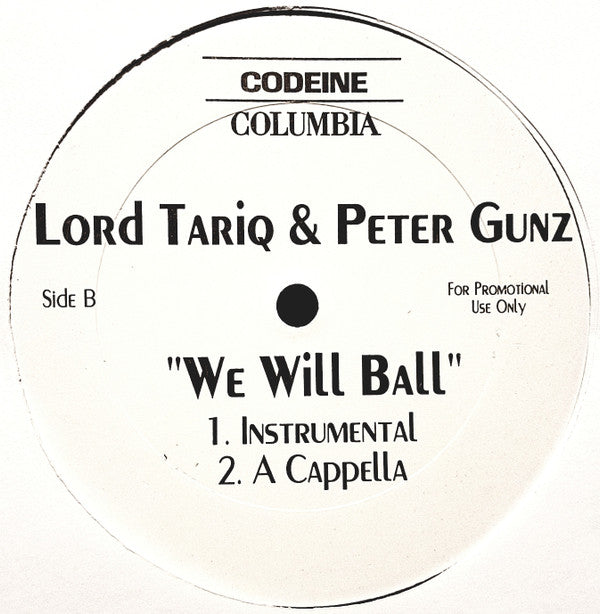 CODEINE
COLUMBIA
Lord Tariq & Peter Gunz
Side B
For Promotional
Use Only
"We Will Ball"
1. Instrumental
2. A Cappella